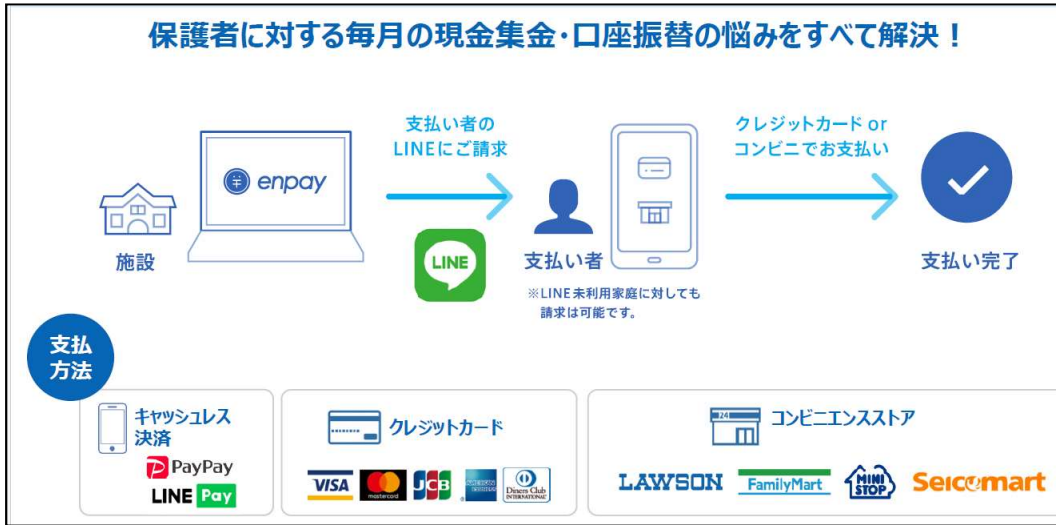 保護者に対する毎月の現金集金・口座振替の悩みをすべて解決！
enpay
施設
支払い者の
LINEにご請求
LINE
支払い者
※LINE未利用家庭に対しても
請求は可能です。
クレジットカード or
コンビニでお支払い
支払い完了
支払
方法
キャッシュレス
決済
PayPay
LINE Pay
クレジットカード
VISA
mastercard
JCB
AMERICAN
EXPRESS
Diners Club
INTERNATIONAL
コンビニエンスストア
LAWSON
FamilyMart
MINI
STOP
Seicomart